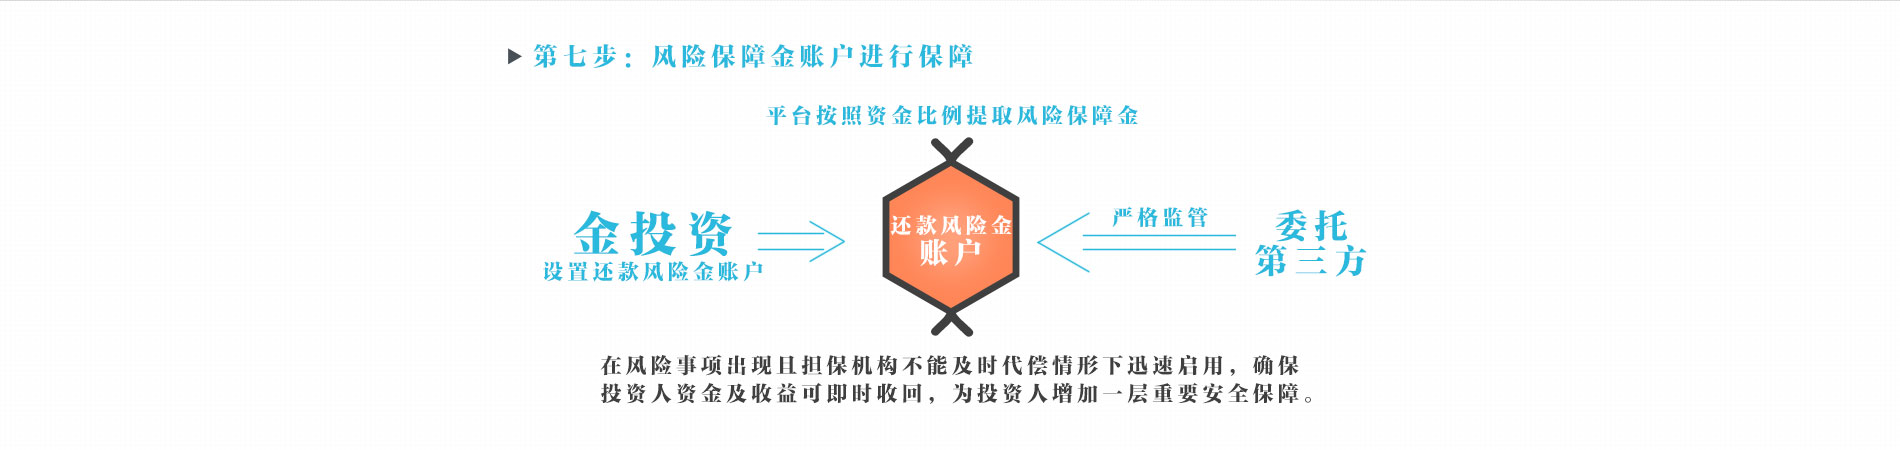 第七步：风险保障金账户进行保障
平台按照资金比例提取风险保障金
金投资
设置还款风险金账户
还款风险金
账户
严格监管
委托
第三方
在风险事项出现且担保机构不能及时代偿情形下迅速启用，确保
投资人资金及收益可即时收回，为投资人增加一层重要安全保障。